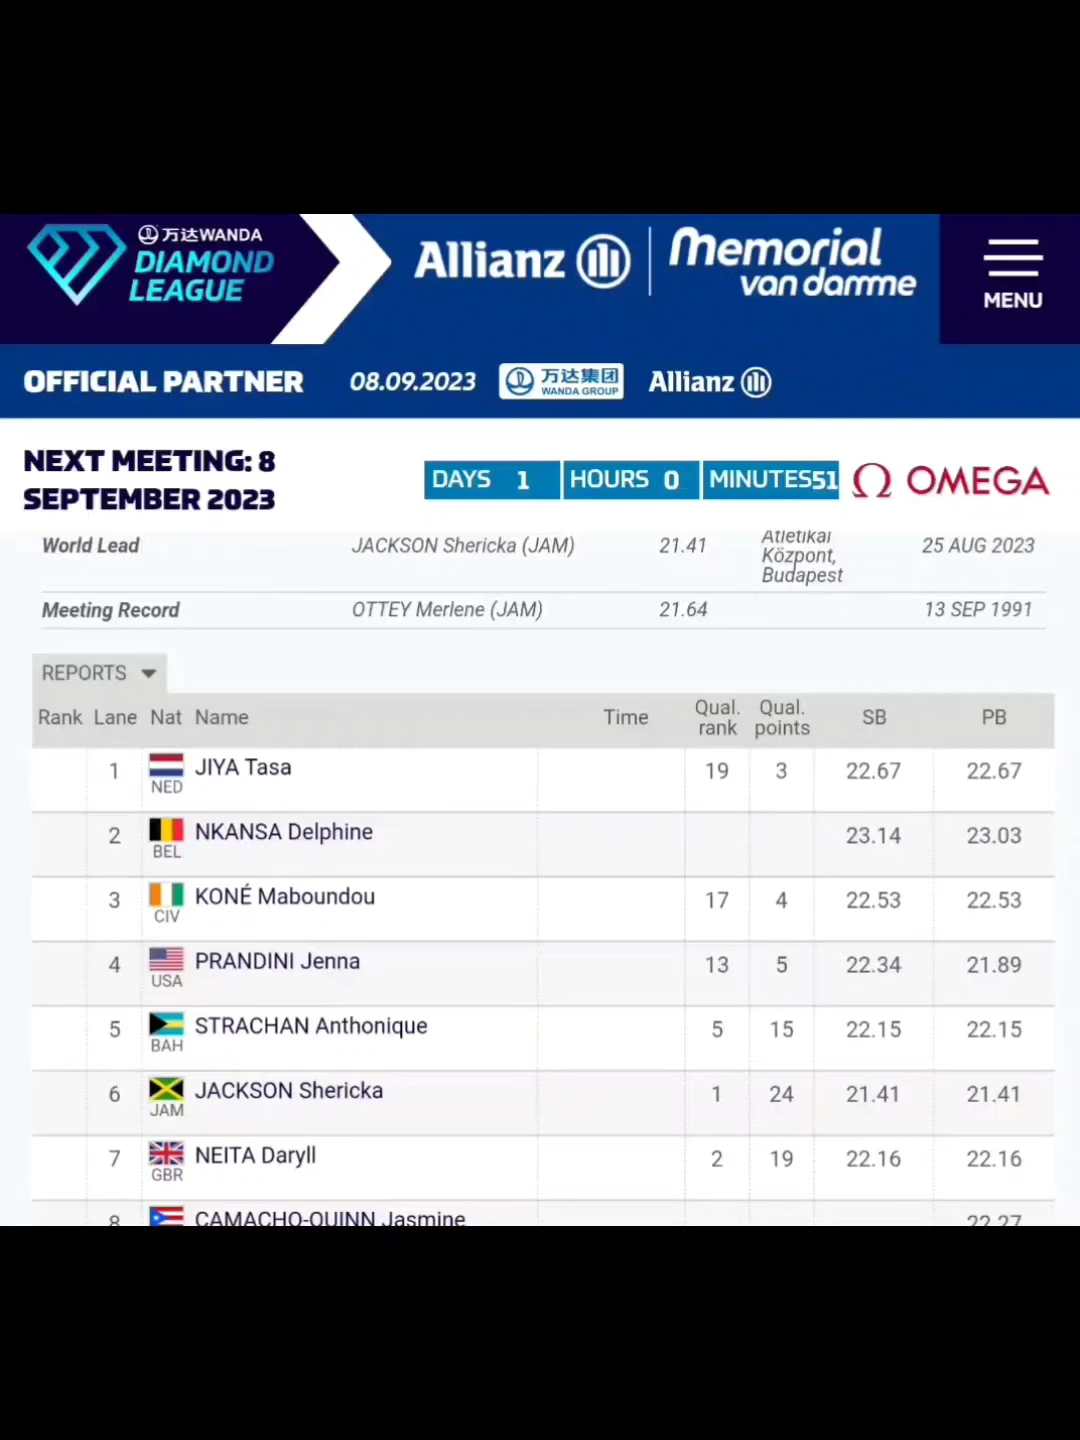 万达WANDA
DIAMOND
LEAGUE
Allianz
Memorial
van damme
MENU
OFFICIAL PARTNER 08.09.2023 万达集团 WANDA GROUP Allianz
NEXT MEETING: 8
SEPTEMBER 2023
DAYS 1 HOURS 0 MINUTES51 Ω OMEGA
World Lead JACKSON Shericka (JAM) 21.41 Atlétikai Központ, Budapest 25 AUG 2023
Meeting Record OTTEY Merlene (JAM) 21.64 13 SEP 1991
REPORTS
Rank Lane Nat Name Time Qual. rank Qual. points SB PB
1 NED JIYA Tasa 19 3 22.67 22.67
2 BEL NKANSA Delphine 23.14 23.03
3 CIV KONÉ Maboundou 17 4 22.53 22.53
4 USA PRANDINI Jenna 13 5 22.34 21.89
5 BAH STRACHAN Anthonique 5 15 22.15 22.15
6 JAM JACKSON Shericka 1 24 21.41 21.41
7 GBR NEITA Daryll 2 19 22.16 22.16
8 CAMACHO-QUINN Jasmine 22.27